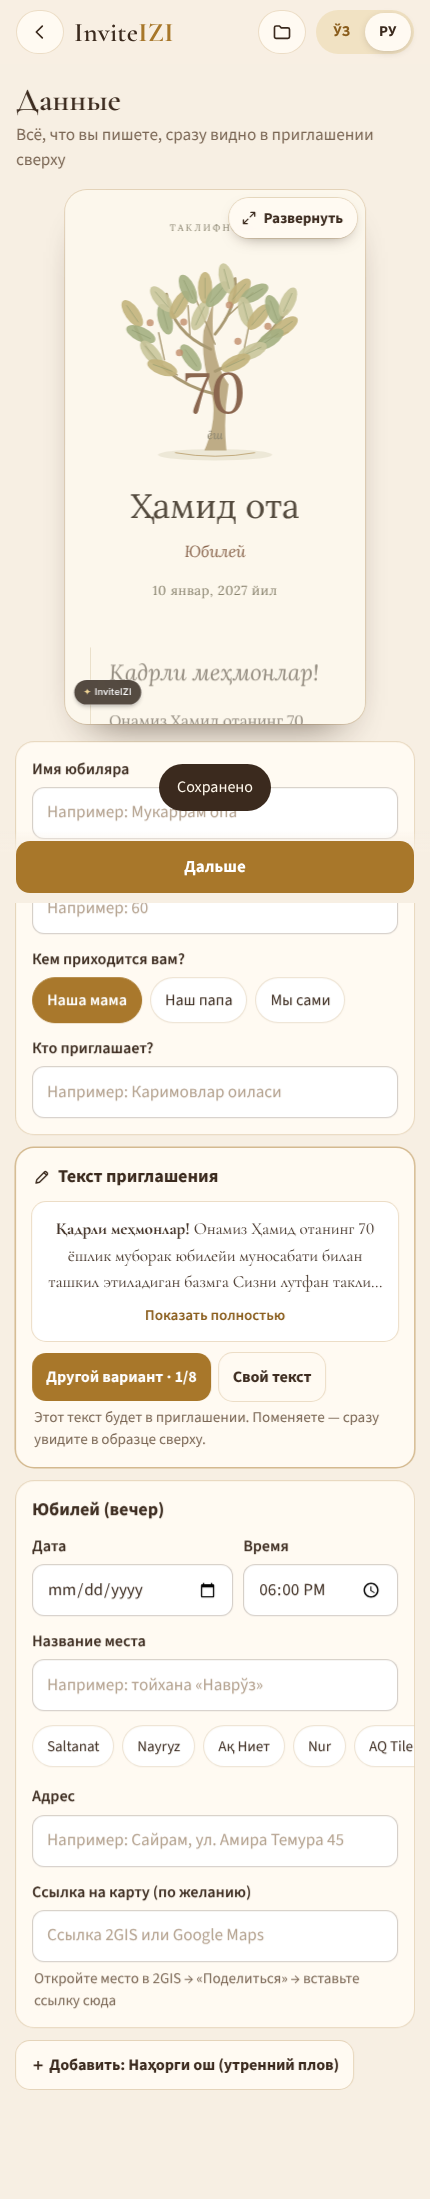 InviteIZI
ЎЗ РУ
Данные
Всё, что вы пишете, сразу видно в приглашении
сверху
Развернуть
70
ёш
Ҳамид ота
Юбилей
10 январ, 2027 йил
Қадрли меҳмонлар!
✦ InviteIZI
Онамиз Ҳамид отанинг 70
Имя юбиляра
Сохранено
Например: Мукаррам опа
Дальше
Например: 60
Кем приходится вам?
Наша мама Наш папа Мы сами
Кто приглашает?
Например: Каримовлар оиласи
Текст приглашения
Қадрли меҳмонлар! Онамиз Ҳамид отанинг 70
ёшлик муборак юбилейи муносабати билан
ташкил этиладиган базмга Сизни лутфан такли...
Показать полностью
Другой вариант · 1/8 Свой текст
Этот текст будет в приглашении. Поменяете — сразу
увидите в образце сверху.
Юбилей (вечер)
Дата Время
mm/dd/yyyy 06:00 PM
Название места
Например: тойхана «Наврўз»
Saltanat Nayryz Ақ Ниет Nur AQ Tile
Адрес
Например: Сайрам, ул. Амира Темура 45
Ссылка на карту (по желанию)
Ссылка 2GIS или Google Maps
Откройте место в 2GIS → «Поделиться» → вставьте
ссылку сюда
+ Добавить: Наҳорги ош (утренний плов)